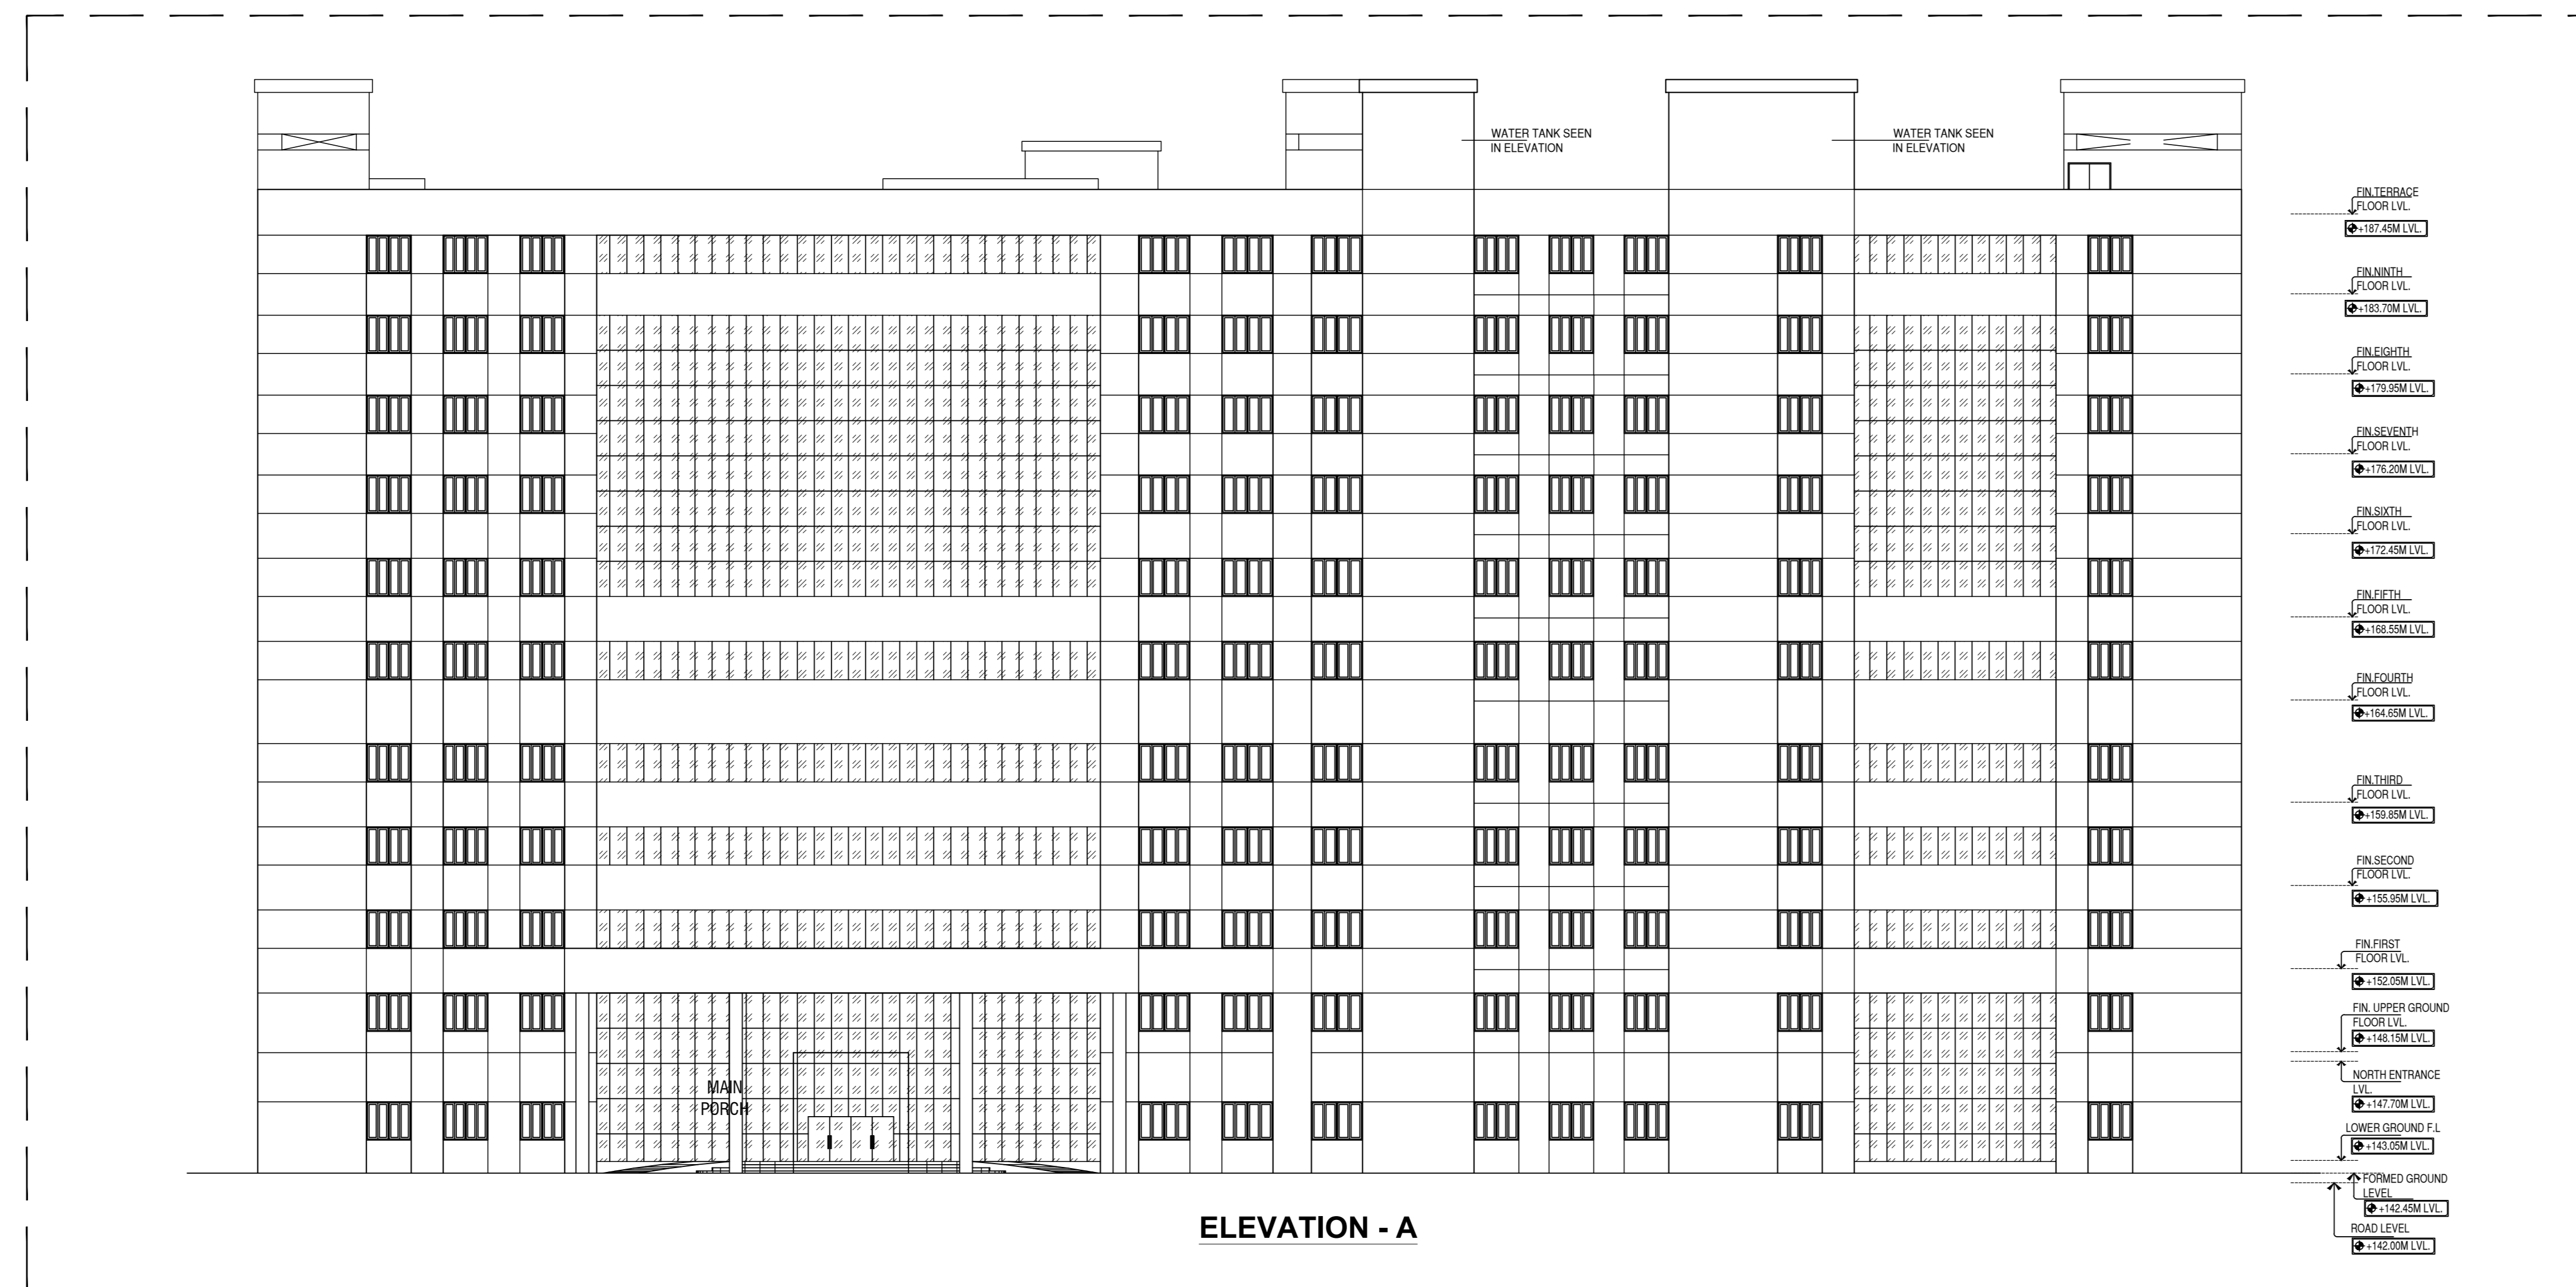 WATER TANK SEEN
IN ELEVATION
WATER TANK SEEN
IN ELEVATION
FIN.TERRACE
FLOOR LVL.
+187.45M LVL.
FIN.NINTH
FLOOR LVL.
+183.70M LVL.
FIN.EIGHTH
FLOOR LVL.
+179.95M LVL.
FIN.SEVENTH
FLOOR LVL.
+176.20M LVL.
FIN.SIXTH
FLOOR LVL.
+172.45M LVL.
FIN.FIFTH
FLOOR LVL.
+168.55M LVL.
FIN.FOURTH
FLOOR LVL.
+164.65M LVL.
FIN.THIRD
FLOOR LVL.
+159.85M LVL.
FIN.SECOND
FLOOR LVL.
+155.95M LVL.
FIN.FIRST
FLOOR LVL.
+152.05M LVL.
FIN. UPPER GROUND
FLOOR LVL.
+148.15M LVL.
NORTH ENTRANCE
LVL.
+147.70M LVL.
MAIN
PORCH
LOWER GROUND F.L
+143.05M LVL.
FORMED GROUND
LEVEL
+142.45M LVL.
ROAD LEVEL
+142.00M LVL.
ELEVATION - A